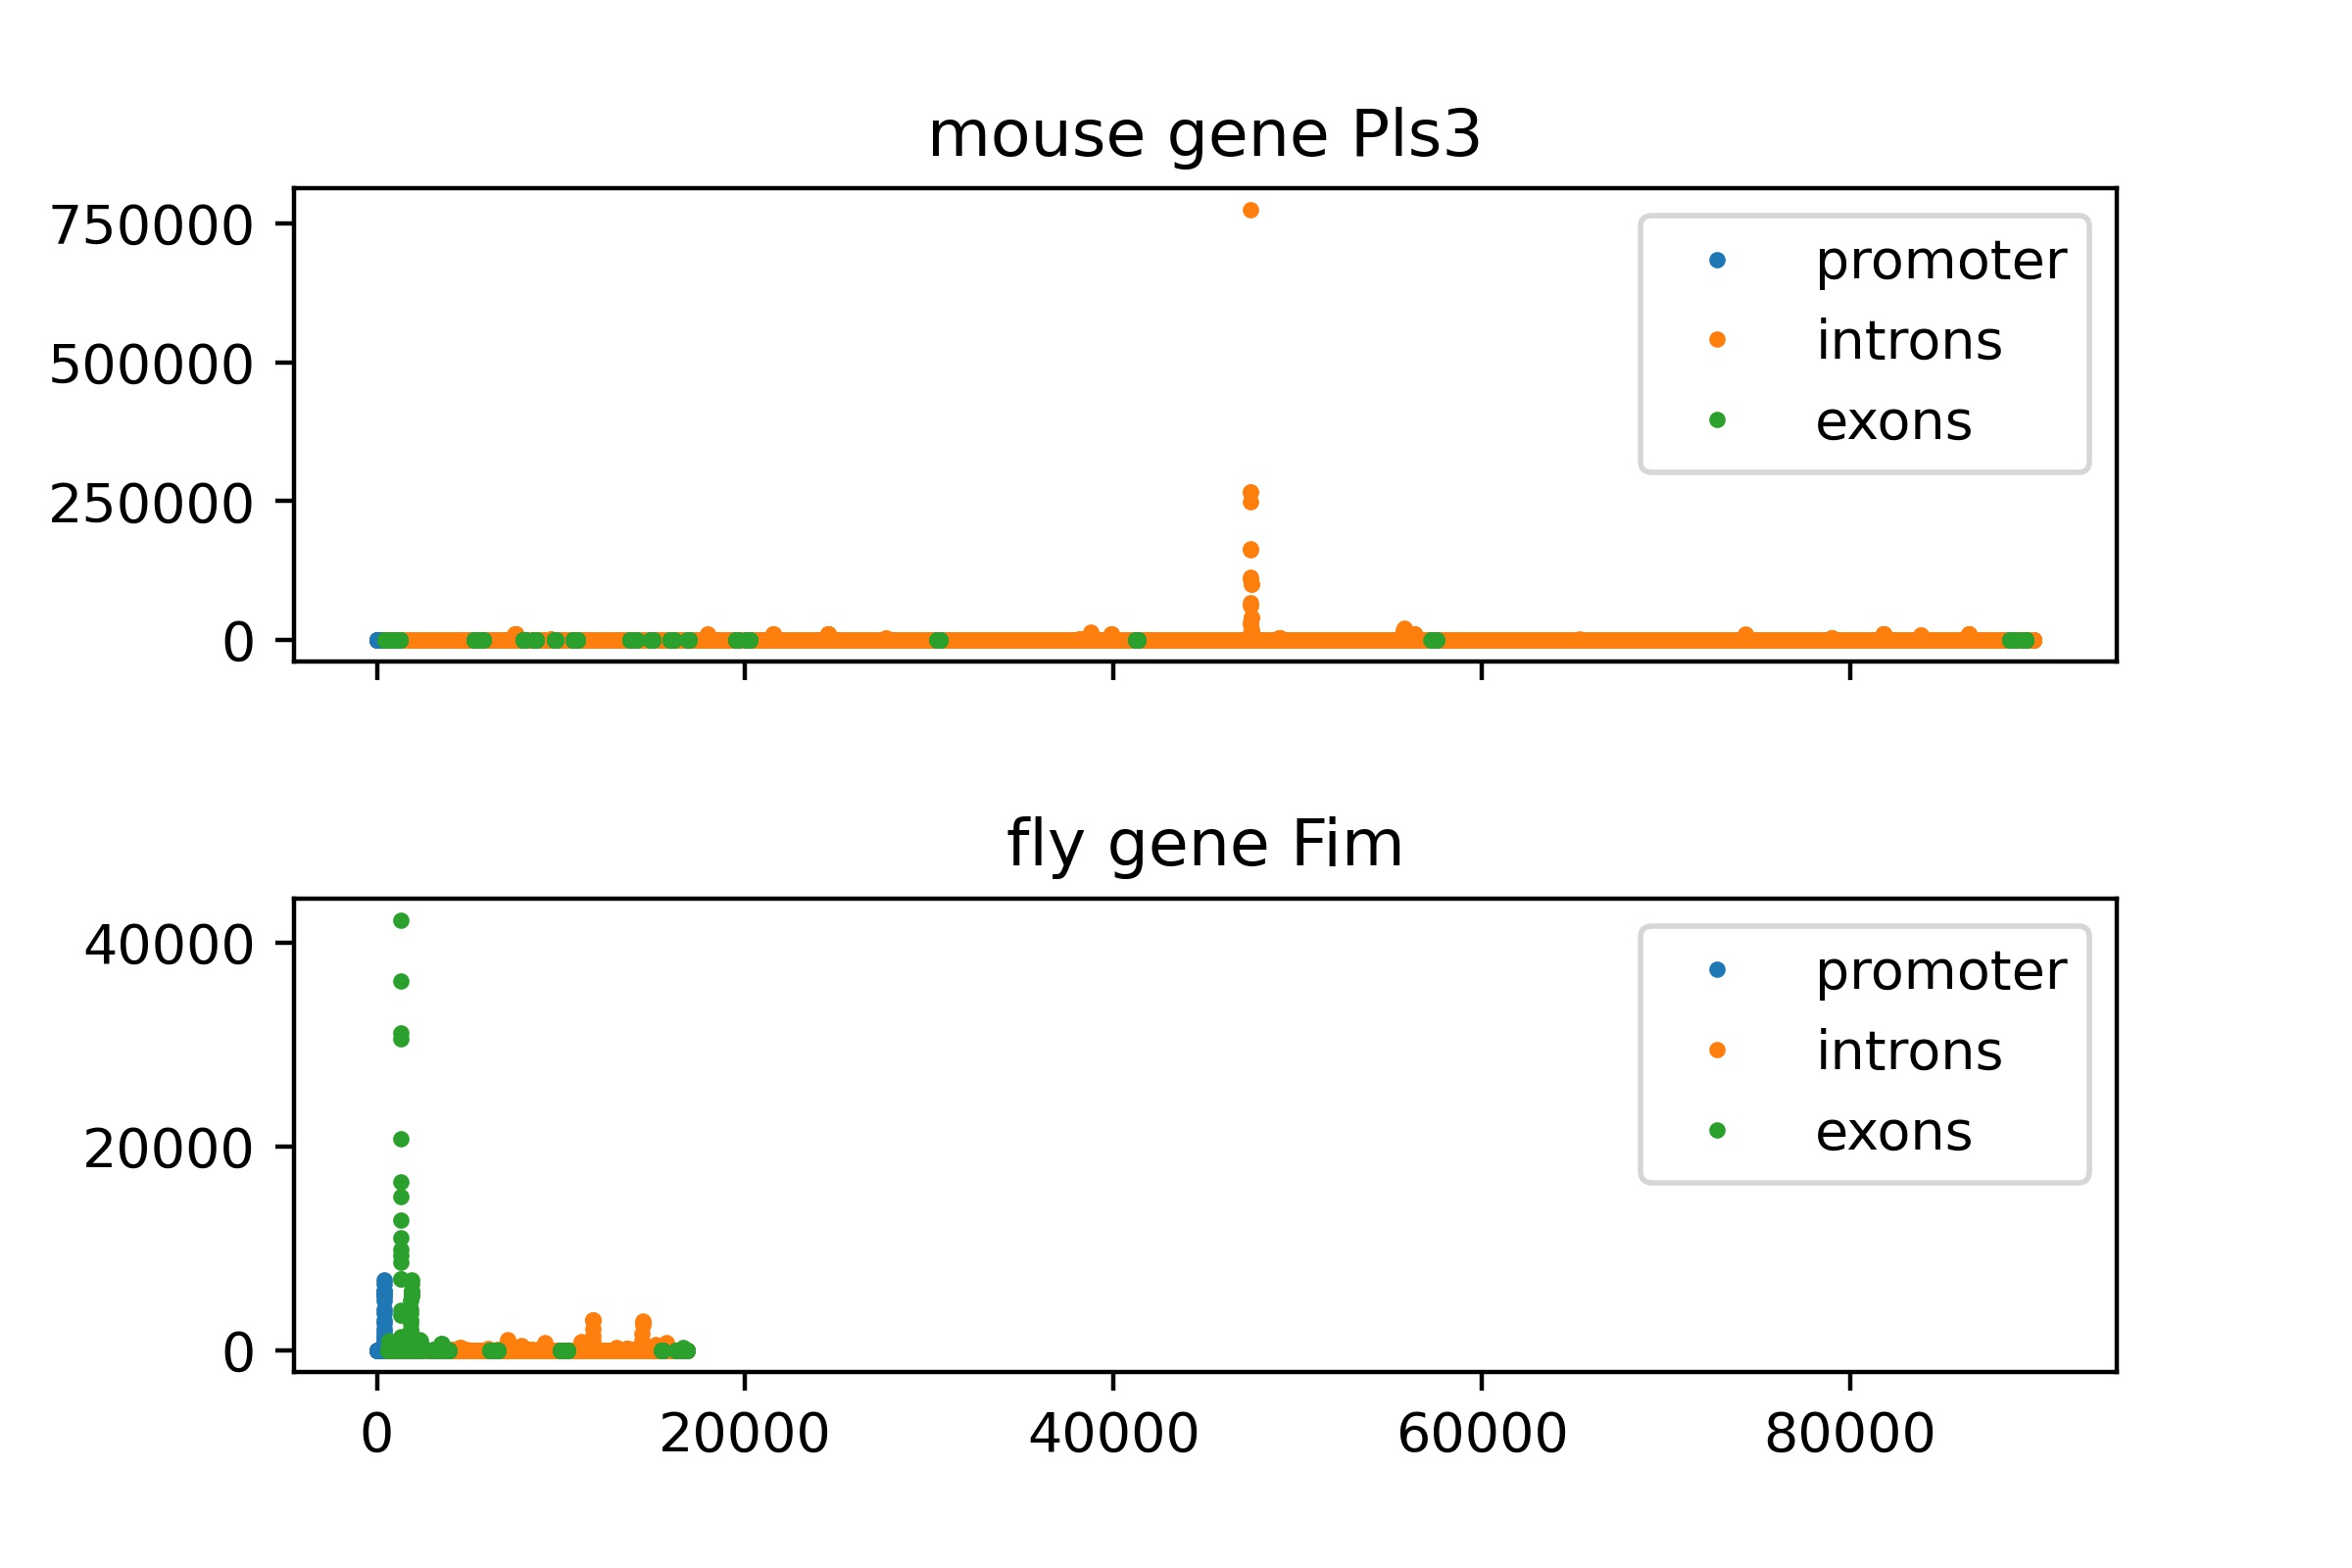 mouse gene Pls3
750000
500000
250000
0
promoter
introns
exons
fly gene Fim
40000
20000
0
promoter
introns
exons
0 20000 40000 60000 80000